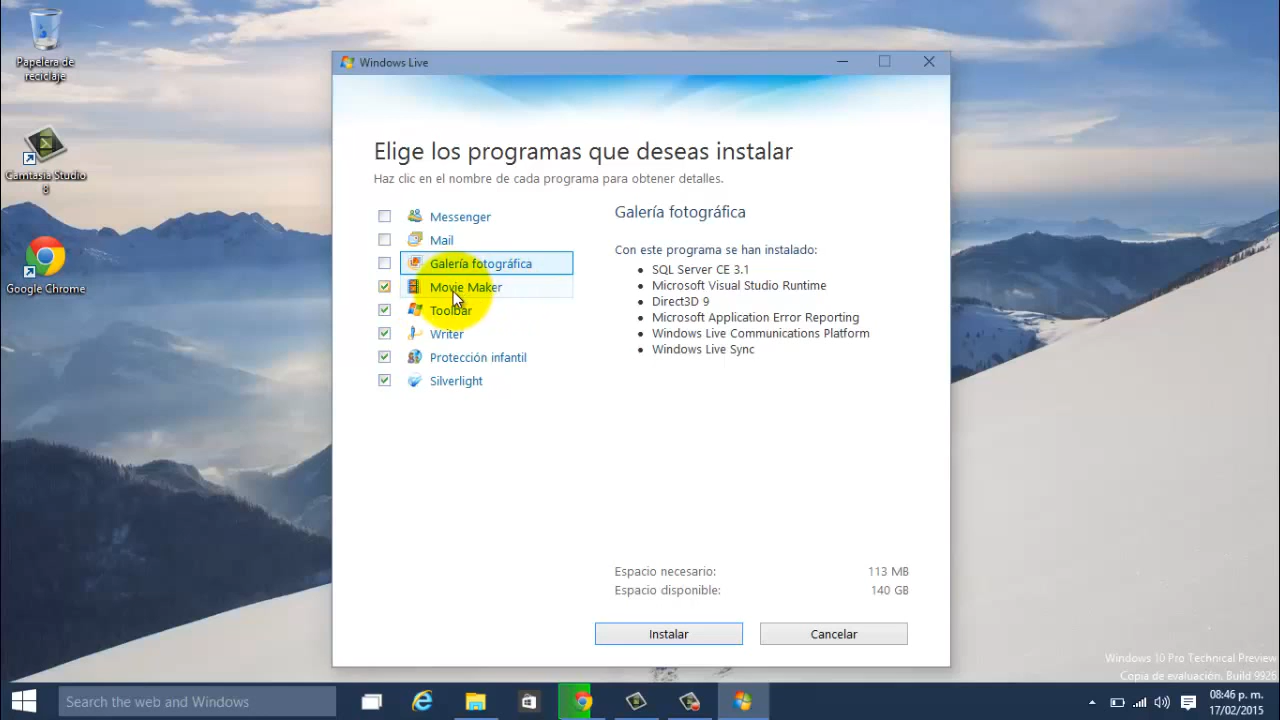 Papelera de
reciclaje
Camtasia Studio
8
Google Chrome
Windows Live
Elige los programas que deseas instalar
Haz clic en el nombre de cada programa para obtener detalles.
Messenger
Mail
Galería fotográfica
Movie Maker
Toolbar
Writer
Protección infantil
Silverlight
Galería fotográfica
Con este programa se han instalado:
SQL Server CE 3.1
Microsoft Visual Studio Runtime
Direct3D 9
Microsoft Application Error Reporting
Windows Live Communications Platform
Windows Live Sync
Espacio necesario: 113 MB
Espacio disponible: 140 GB
Instalar
Cancelar
Windows 10 Pro Technical Preview
Copia de evaluación. Build 9926
Search the web and Windows
08:46 p. m.
17/02/2015